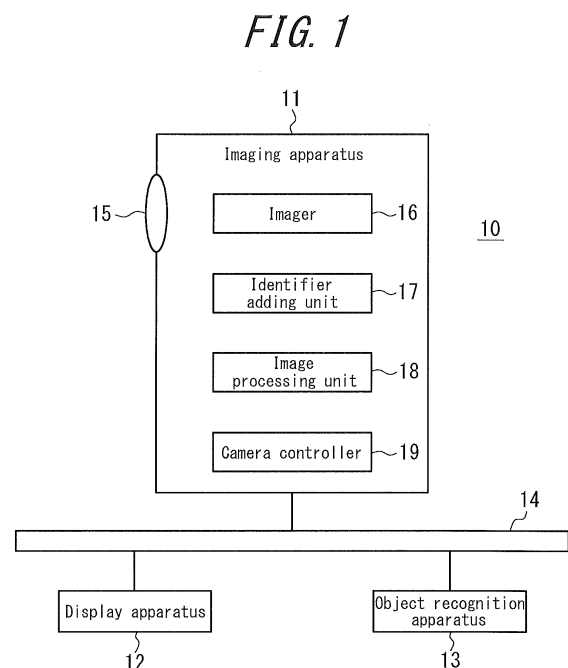 FIG. 1
11
Imaging apparatus
15
Imager
16
10
Identifier
adding unit
17
Image
processing unit
18
Camera controller
19
14
Display apparatus
Object recognition
apparatus
12
13